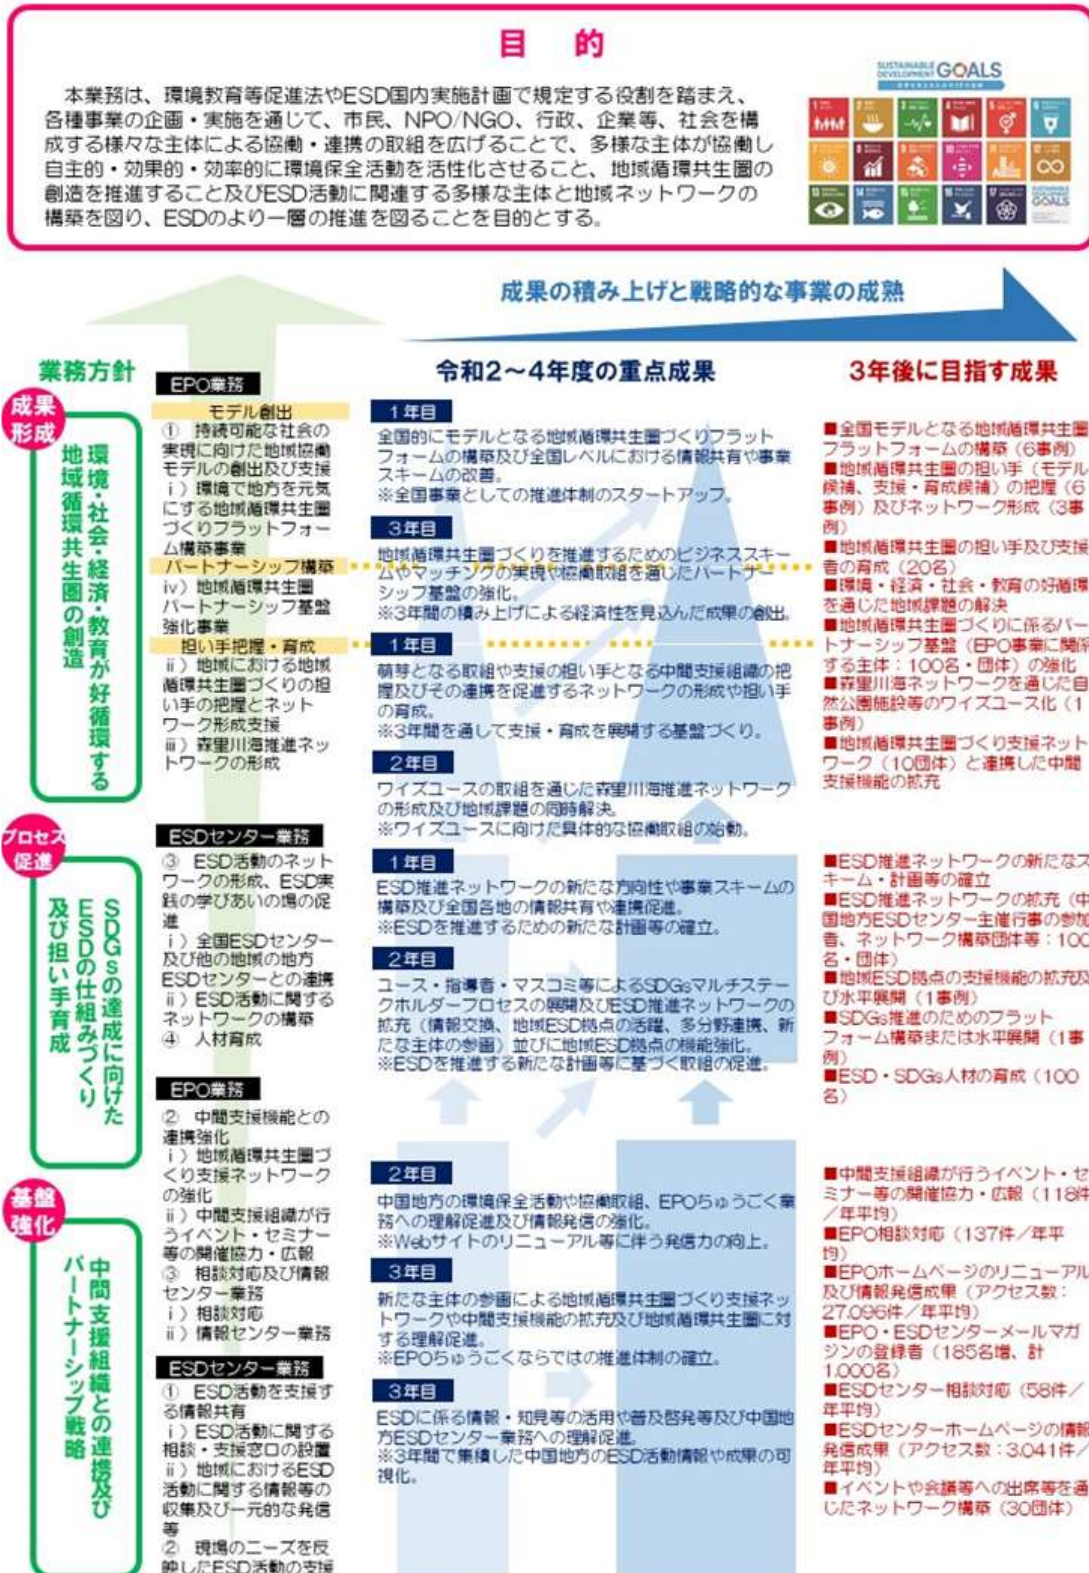 目 的
SUSTAINABLE DEVELOPMENT GOALS
本業務は、環境教育等促進法やESD国内実施計画で規定する役割を踏まえ、
各種事業の企画・実施を通じて、市民、NPO/NGO、行政、企業等、社会を構
成する様々な主体による協働・連携の取組を広げることで、多様な主体が協働し
自主的・効果的・効率的に環境保全活動を活性化させること、地域循環共生圏の
創造を推進すること及びESD活動に関連する多様な主体と地域ネットワークの
構築を図り、ESDのより一層の推進を図ることを目的とする。
成果の積み上げと戦略的な事業の成熟
業務方針
令和2～4年度の重点成果
3年後に目指す成果
成果
形成
環境・社会・経済・教育が好循環する
地域循環共生圏の創造
EPO業務
モデル創出
① 持続可能な社会の
実現に向けた地域協働
モデルの創出及び支援
ⅰ）環境で地方を元気
にする地域循環共生圏
づくりプラットフォー
ム構築事業
パートナーシップ構築
ⅳ）地域循環共生圏
パートナーシップ基盤
強化事業
担い手把握・育成
ⅱ）地域における地域
循環共生圏づくりの担
い手の把握とネット
ワーク形成支援
ⅲ）森里川海推進ネッ
トワークの形成
1年目
全国的にモデルとなる地域循環共生圏づくりプラット
フォームの構築及び全国レベルにおける情報共有や事業
スキームの改善。
※全国事業としての推進体制のスタートアップ。
3年目
地域循環共生圏づくりを推進するためのビジネススキー
ムやマッチングの実現や協働取組を通じたパートナー
シップ基盤の強化。
※3年間の積み上げによる経済性を見込んだ成果の創出。
1年目
萌芽となる取組や支援の担い手となる中間支援組織の把
握及びその連携を促進するネットワークの形成や担い手
の育成。
※3年間を通して支援・育成を展開する基盤づくり。
2年目
ワイズユースの取組を通じた森里川海推進ネットワーク
の形成及び地域課題の同時解決。
※ワイズユースに向けた具体的な協働取組の始動。
■全国モデルとなる地域循環共生圏
プラットフォームの構築（6事例）
■地域循環共生圏の担い手（モデル
候補、支援・育成候補）の把握（6
事例）及びネットワーク形成（3事
例）
■地域循環共生圏の担い手及び支援
者の育成（20名）
■環境・経済・社会・教育の好循環
を通じた地域課題の解決
■地域循環共生圏づくりに係るパー
トナーシップ基盤（EPO事業に関係
する主体：100名・団体）の強化
■森里川海ネットワークを通じた自
然公園施設等のワイズユース化（1
事例）
■地域循環共生圏づくり支援ネット
ワーク（10団体）と連携した中間
支援機能の拡充
プロセス
促進
SDGsの達成に向けた
ESDの仕組みづくり
及び担い手育成
ESDセンター業務
③ ESD活動のネット
ワークの形成、ESD実
践の学びあいの場の促
進
ⅰ）全国ESDセンター
及び他の地域の地方
ESDセンターとの連携
ⅱ）ESD活動に関する
ネットワークの構築
④ 人材育成
1年目
ESD推進ネットワークの新たな方向性や事業スキームの
構築及び全国各地の情報共有や連携促進。
※ESDを推進するための新たな計画等の確立。
2年目
ユース・指導者・マスコミ等によるSDGsマルチステー
クホルダープロセスの展開及びESD推進ネットワークの
拡充（情報交換、地域ESD拠点の活躍、多分野連携、新
たな主体の参画）並びに地域ESD拠点の機能強化。
※ESDを推進する新たな計画等に基づく取組の促進。
■ESD推進ネットワークの新たなス
キーム・計画等の確立
■ESD推進ネットワークの拡充（中
国地方ESDセンター主催行事の参加
者、ネットワーク構築団体等：100
名・団体）
■地域ESD拠点の支援機能の拡充及
び水平展開（1事例）
■SDGs推進のためのプラット
フォーム構築または水平展開（1事
例）
■ESD・SDGs人材の育成（100
名）
基盤
強化
中間支援組織との連携及び
パートナーシップ戦略
EPO業務
② 中間支援機能との
連携強化
ⅰ）地域循環共生圏づ
くり支援ネットワーク
の強化
ⅱ）中間支援組織が行
うイベント・セミナー
等の開催協力・広報
③ 相談対応及び情報
センター業務
ⅰ）相談対応
ⅱ）情報センター業務
ESDセンター業務
① ESD活動を支援す
る情報共有
ⅰ）ESD活動に関する
相談・支援窓口の設置
ⅱ）地域におけるESD
活動に関する情報等の
収集及び一元的な発信
等
② 現場のニーズを反
映したESD活動の支援
2年目
中国地方の環境保全活動や協働取組、EPOちゅうごく業
務への理解促進及び情報発信の強化。
※Webサイトのリニューアル等に伴う発信力の向上。
3年目
新たな主体の参画による地域循環共生圏づくり支援ネッ
トワークや中間支援機能の拡充及び地域循環共生圏に対
する理解促進。
※EPOちゅうごくならではの推進体制の確立。
3年目
ESDに係る情報・知見等の活用や普及啓発等及び中国地
方ESDセンター業務への理解促進。
※3年間で集積した中国地方のESD活動情報や成果の可
視化。
■中間支援組織が行うイベント・セ
ミナー等の開催協力・広報（118件
／年平均）
■EPO相談対応（137件／年平
均）
■EPOホームページのリニューアル
及び情報発信成果（アクセス数：
27,096件／年平均）
■EPO・ESDセンターメールマガ
ジンの登録者（185名増、計
1,000名）
■ESDセンター相談対応（58件／
年平均）
■ESDセンターホームページの情報
発信成果（アクセス数：3,041件／
年平均）
■イベントや会議等への出席等を通
じたネットワーク構築（30団体）